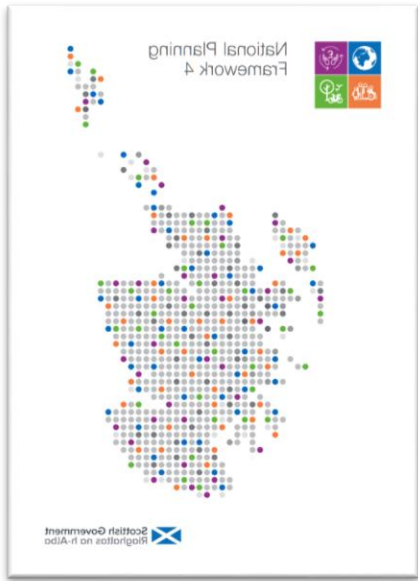 National Planning
Framework 4
Scottish Government
Riaghaltas na h-Alba